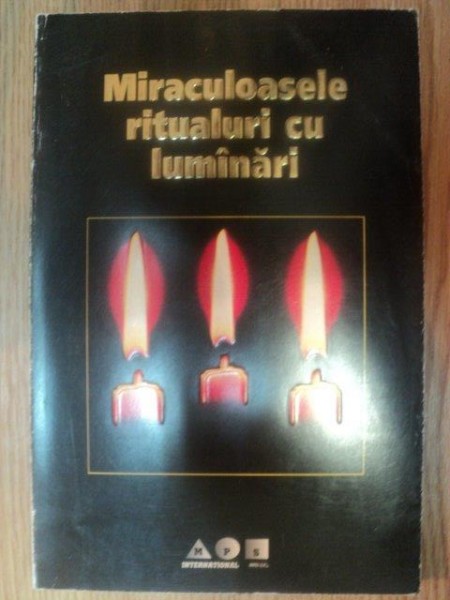 Miraculoasele
ritualuri cu
lumînări
M P S
INTERNATIONAL